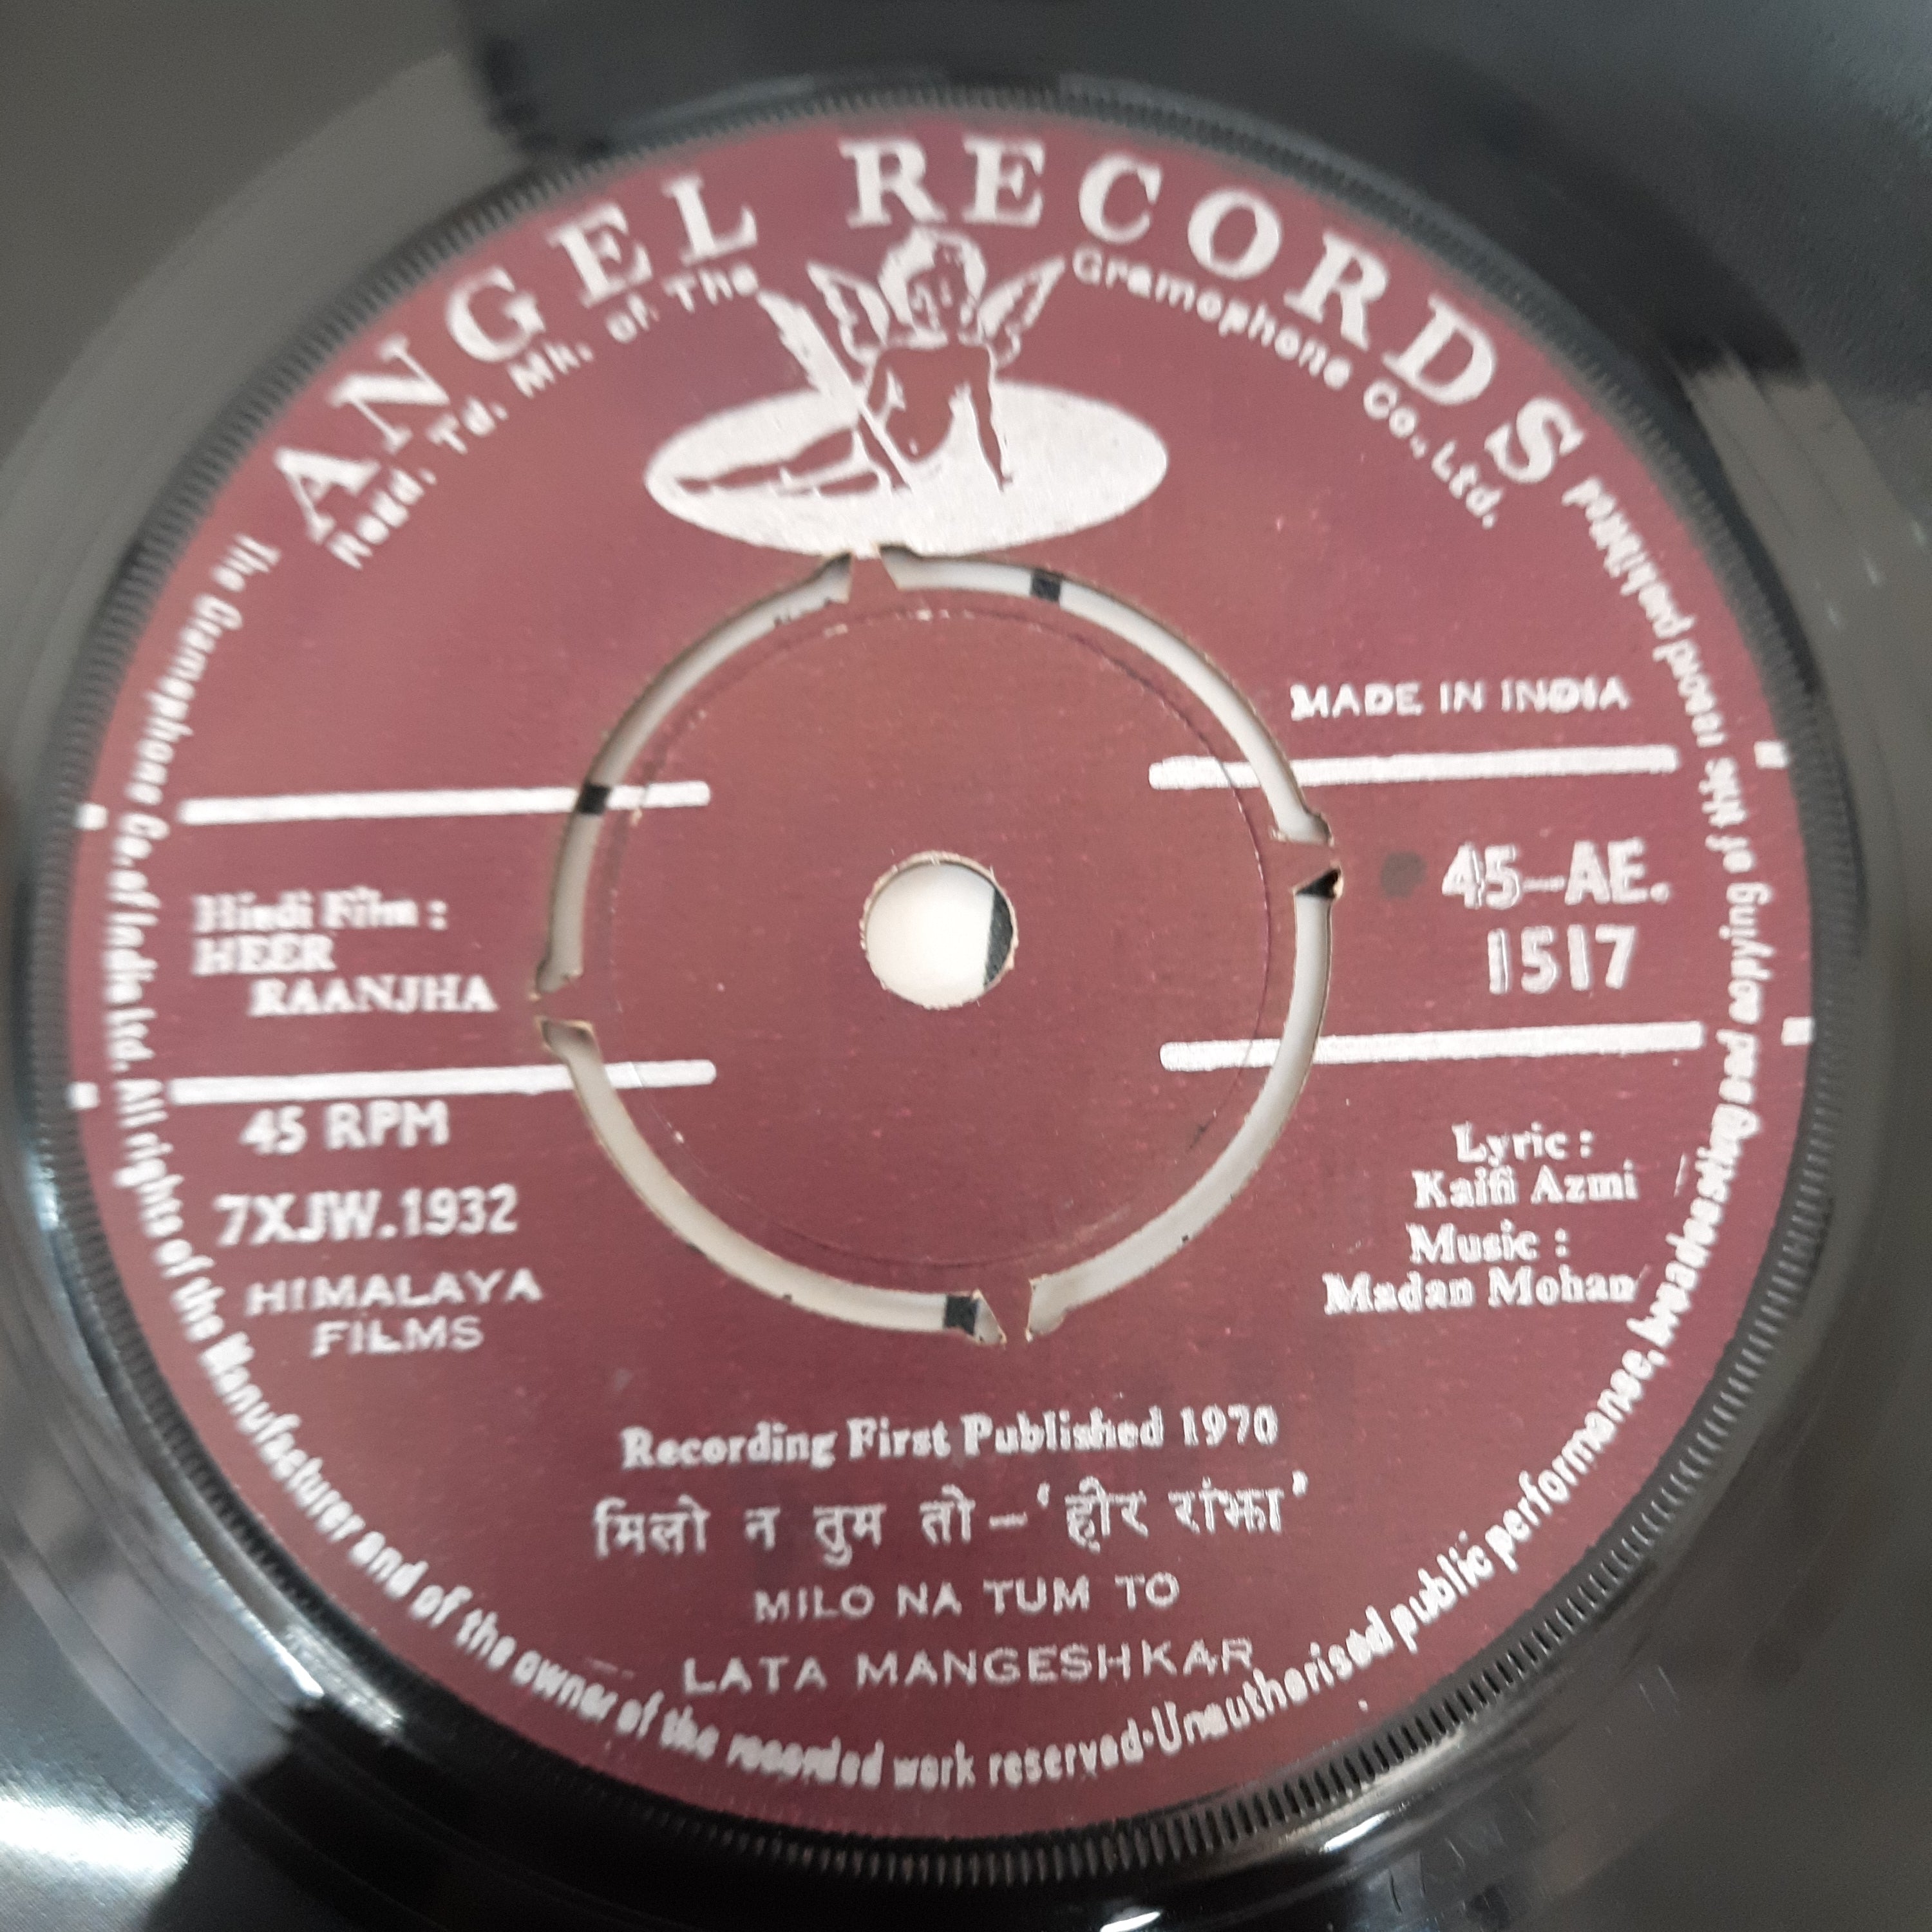 ANGEL RECORDS
Regd. Td. Mk. of. The Gramophone Co., Ltd.
MADE IN INDIA
45-AE.
1517
Hindi Film :
HEER
RAANJHA
45 RPM
7XJW.1932
HIMALAYA
FILMS
Lyric :
Kaifi Azmi
Music :
Madan Mohan
Recording First Published 1970
मिलो न तुम तो - 'हीर रांझा'
MILO NA TUM TO
LATA MANGESHKAR
The Gramophone Co. of India Ltd. All rights of the Manufacturer and of the owner of the recorded work reserved·Unauthorised public performance, broadcasting and copying of this record prohibited